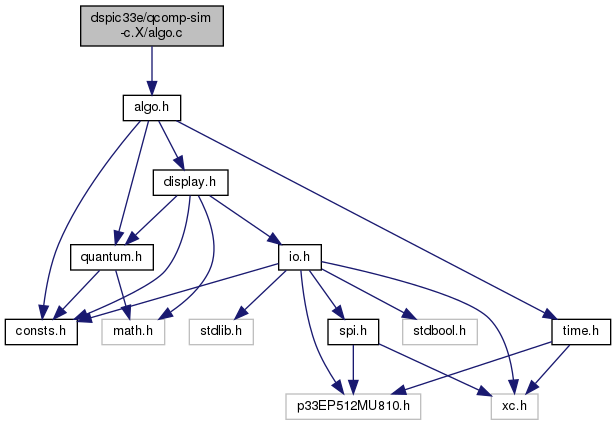 dspic33e/qcomp-sim
-c.X/algo.c
algo.h
display.h
quantum.h
io.h
consts.h
math.h
stdlib.h
spi.h
stdbool.h
time.h
p33EP512MU810.h
xc.h